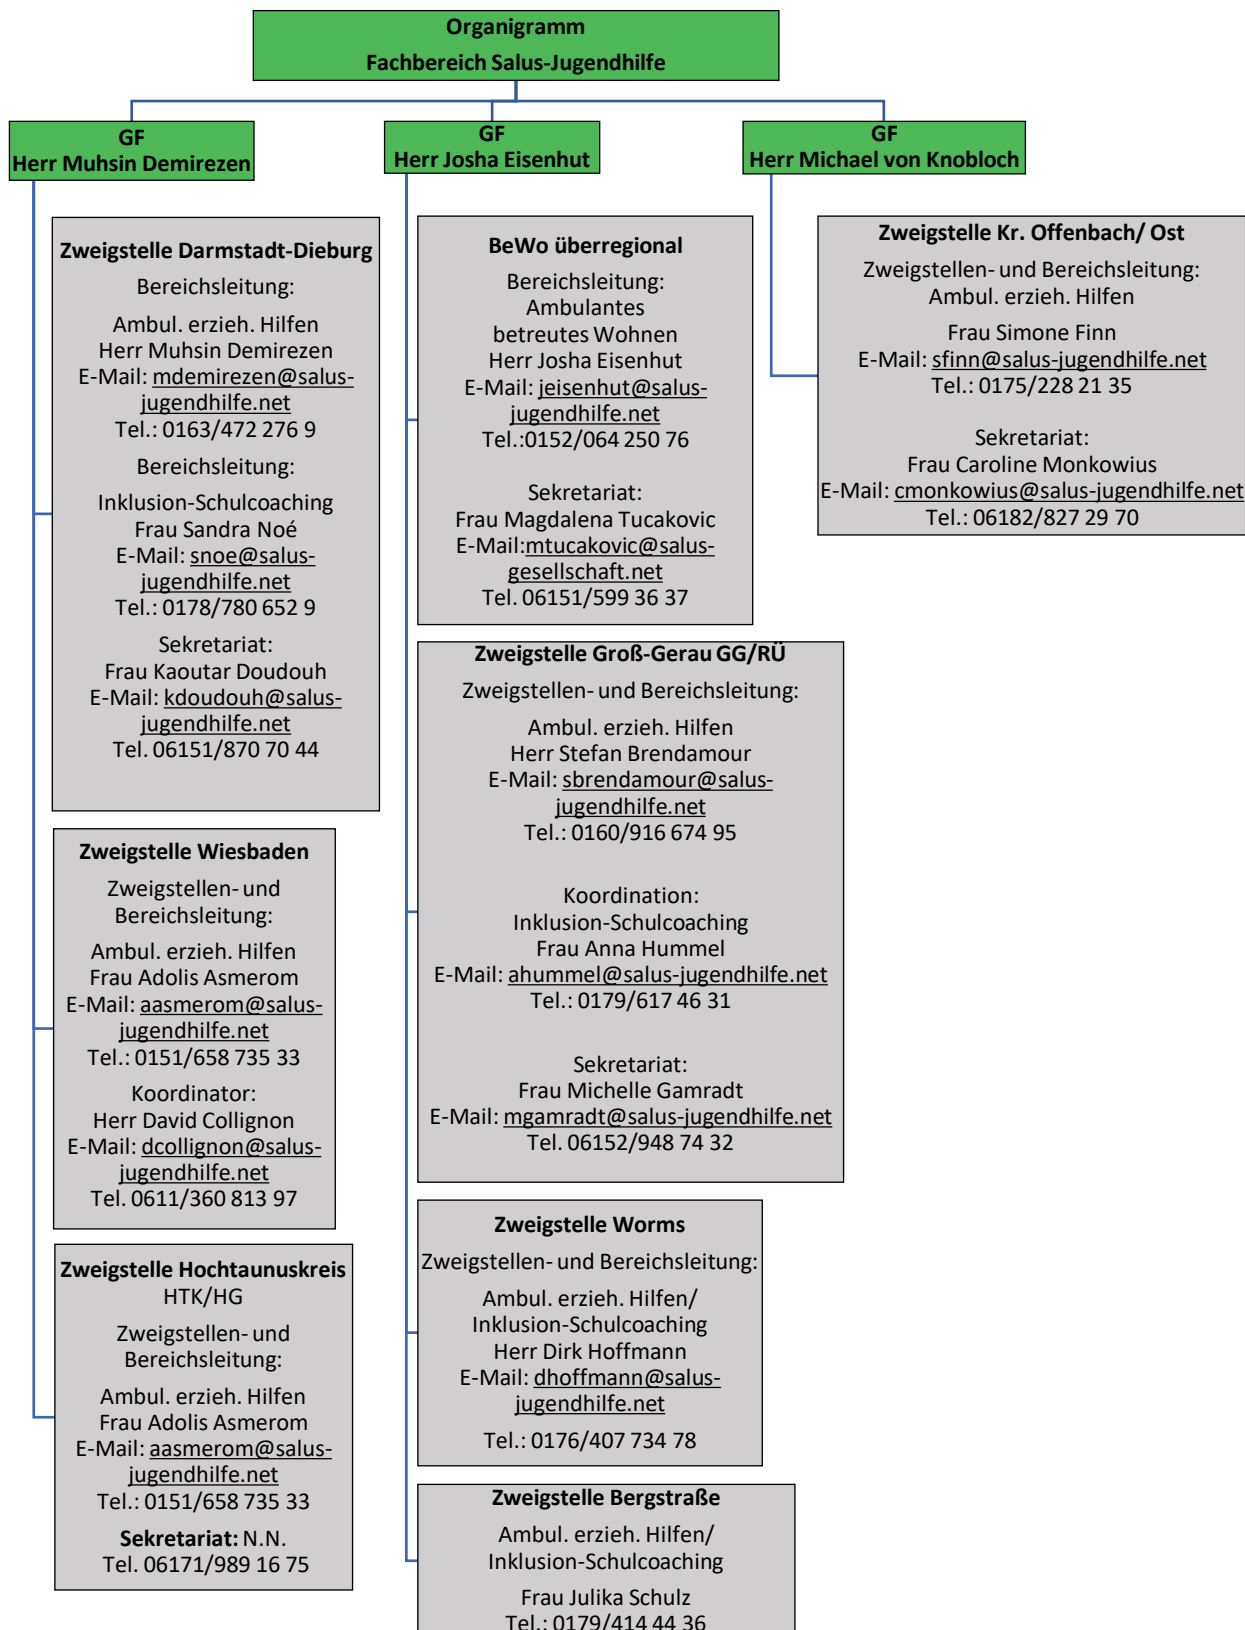 Organigramm
Fachbereich Salus-Jugendhilfe
GF
Herr Muhsin Demirezen
GF
Herr Josha Eisenhut
GF
Herr Michael von Knobloch
Zweigstelle Darmstadt-Dieburg
Bereichsleitung:
Ambul. erzieh. Hilfen
Herr Muhsin Demirezen
E-Mail: mdemirezen@salus-
jugendhilfe.net
Tel.: 0163/472 276 9
Bereichsleitung:
Inklusion-Schulcoaching
Frau Sandra Noé
E-Mail: snoe@salus-
jugendhilfe.net
Tel.: 0178/780 652 9
Sekretariat:
Frau Kaoutar Doudouh
E-Mail: kdoudouh@salus-
jugendhilfe.net
Tel. 06151/870 70 44
Zweigstelle Wiesbaden
Zweigstellen- und
Bereichsleitung:
Ambul. erzieh. Hilfen
Frau Adolis Asmerom
E-Mail: aasmerom@salus-
jugendhilfe.net
Tel.: 0151/658 735 33
Koordinator:
Herr David Collignon
E-Mail: dcollignon@salus-
jugendhilfe.net
Tel. 0611/360 813 97
Zweigstelle Hochtaunuskreis
HTK/HG
Zweigstellen- und
Bereichsleitung:
Ambul. erzieh. Hilfen
Frau Adolis Asmerom
E-Mail: aasmerom@salus-
jugendhilfe.net
Tel.: 0151/658 735 33
Sekretariat: N.N.
Tel. 06171/989 16 75
BeWo überregional
Bereichsleitung:
Ambulantes
betreutes Wohnen
Herr Josha Eisenhut
E-Mail: jeisenhut@salus-
jugendhilfe.net
Tel.:0152/064 250 76
Sekretariat:
Frau Magdalena Tucakovic
E-Mail:mtucakovic@salus-
gesellschaft.net
Tel. 06151/599 36 37
Zweigstelle Groß-Gerau GG/RÜ
Zweigstellen- und Bereichsleitung:
Ambul. erzieh. Hilfen
Herr Stefan Brendamour
E-Mail: sbrendamour@salus-
jugendhilfe.net
Tel.: 0160/916 674 95
Koordination:
Inklusion-Schulcoaching
Frau Anna Hummel
E-Mail: ahummel@salus-jugendhilfe.net
Tel.: 0179/617 46 31
Sekretariat:
Frau Michelle Gamradt
E-Mail: mgamradt@salus-jugendhilfe.net
Tel. 06152/948 74 32
Zweigstelle Worms
Zweigstellen- und Bereichsleitung:
Ambul. erzieh. Hilfen/
Inklusion-Schulcoaching
Herr Dirk Hoffmann
E-Mail: dhoffmann@salus-
jugendhilfe.net
Tel.: 0176/407 734 78
Zweigstelle Bergstraße
Ambul. erzieh. Hilfen/
Inklusion-Schulcoaching
Frau Julika Schulz
Tel.: 0179/414 44 36
Zweigstelle Kr. Offenbach/ Ost
Zweigstellen- und Bereichsleitung:
Ambul. erzieh. Hilfen
Frau Simone Finn
E-Mail: sfinn@salus-jugendhilfe.net
Tel.: 0175/228 21 35
Sekretariat:
Frau Caroline Monkowius
E-Mail: cmonkowius@salus-jugendhilfe.net
Tel.: 06182/827 29 70